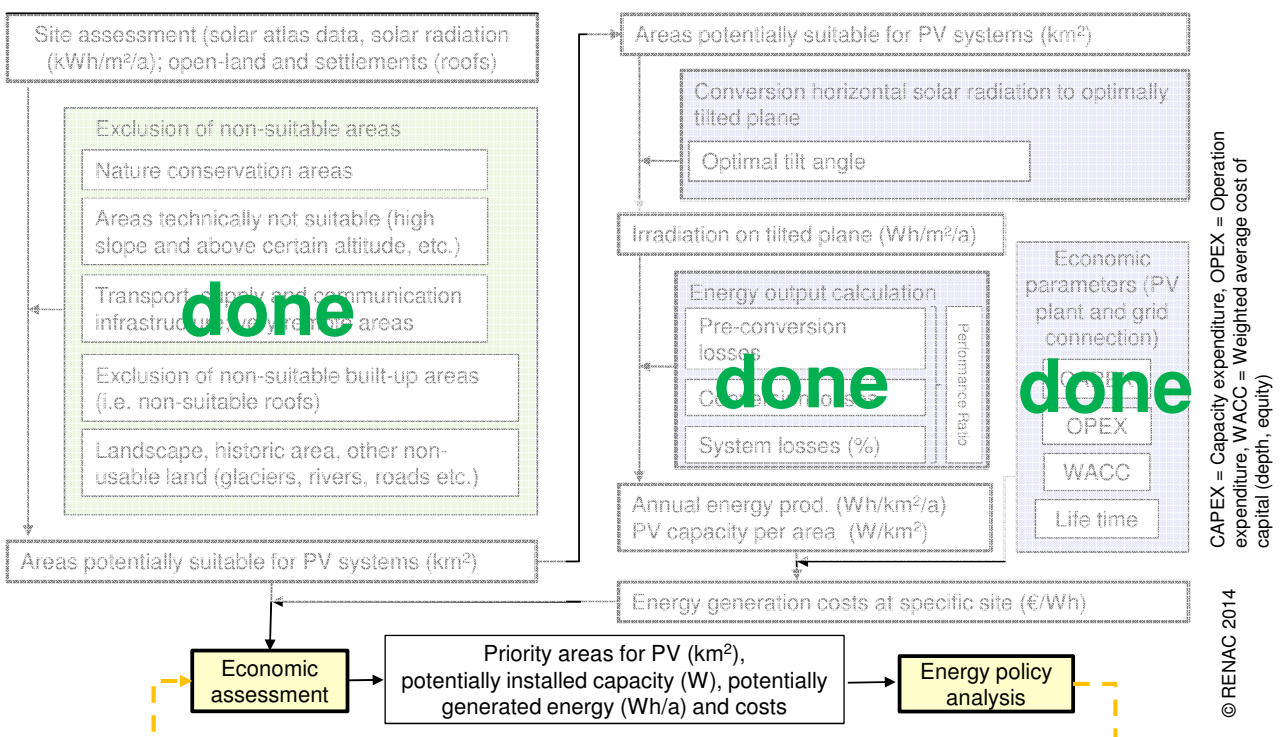 Site assessment (solar atlas data, solar radiation
(kWh/m²/a); open-land and settlements (roofs)
Exclusion of non-suitable areas
Nature conservation areas
Areas technically not suitable (high
slope and above certain altitude, etc.)
Transport, supply and communication
infrastructure, very remote areas
done
Exclusion of non-suitable built-up areas
(i.e. non-suitable roofs)
Landscape, historic area, other non-
usable land (glaciers, rivers, roads etc.)
Areas potentially suitable for PV systems (km²)
Areas potentially suitable for PV systems (km²)
Conversion horizontal solar radiation to optimally
tilted plane
Optimal tilt angle
Irradiation on tilted plane (Wh/m²/a)
Energy output calculation
Pre-conversion
losses
Conversion losses
done
System losses (%)
Performance Ratio
Annual energy prod. (Wh/km²/a)
PV capacity per area (W/km²)
Economic
parameters (PV
plant and grid
connection)
CAPEX
done
OPEX
WACC
Life time
Energy generation costs at specific site (€/Wh)
Economic
assessment
Priority areas for PV (km²),
potentially installed capacity (W), potentially
generated energy (Wh/a) and costs
Energy policy
analysis
CAPEX = Capacity expenditure, OPEX = Operation
expenditure, WACC = Weighted average cost of
capital (depth, equity)
© RENAC 2014